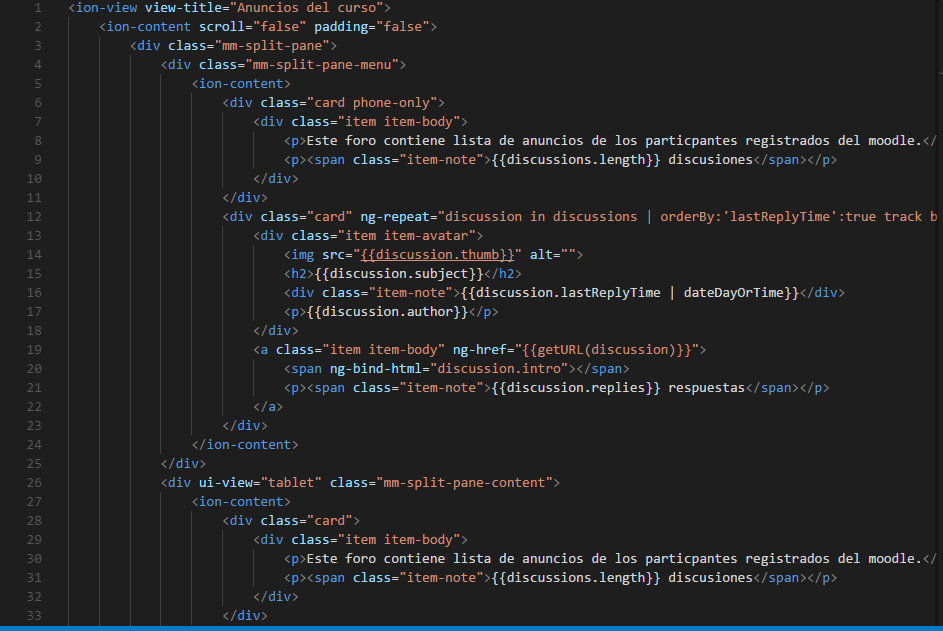 1 <ion-view view-title="Anuncios del curso">
2 <ion-content scroll="false" padding="false">
3 <div class="mm-split-pane">
4 <div class="mm-split-pane-menu">
5 <ion-content>
6 <div class="card phone-only">
7 <div class="item item-body">
8 <p>Este foro contiene lista de anuncios de los particpantes registrados del moodle.</
9 <p><span class="item-note">{{discussions.length}} discusiones</span></p>
10 </div>
11 </div>
12 <div class="card" ng-repeat="discussion in discussions | orderBy:'lastReplyTime':true track b
13 <div class="item item-avatar">
14 <img src="{{discussion.thumb}}" alt="">
15 <h2>{{discussion.subject}}</h2>
16 <div class="item-note">{{discussion.lastReplyTime | dateDayOrTime}}</div>
17 <p>{{discussion.author}}</p>
18 </div>
19 <a class="item item-body" ng-href="{{getURL(discussion)}}">
20 <span ng-bind-html="discussion.intro"></span>
21 <p><span class="item-note">{{discussion.replies}} respuestas</span></p>
22 </a>
23 </div>
24 </ion-content>
25 </div>
26 <div ui-view="tablet" class="mm-split-pane-content">
27 <ion-content>
28 <div class="card">
29 <div class="item item-body">
30 <p>Este foro contiene lista de anuncios de los particpantes registrados del moodle.</
31 <p><span class="item-note">{{discussions.length}} discusiones</span></p>
32 </div>
33 </div>